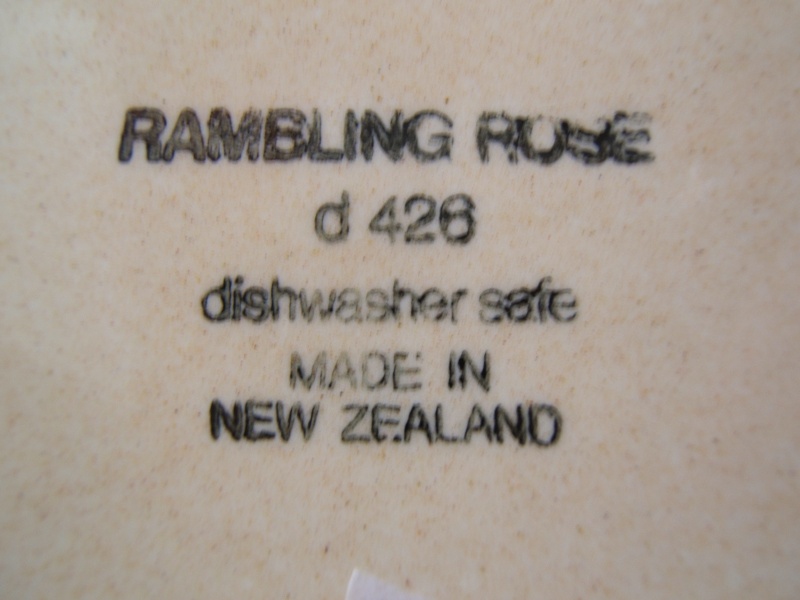 RAMBLING ROSE
d 426
dishwasher safe
MADE IN
NEW ZEALAND